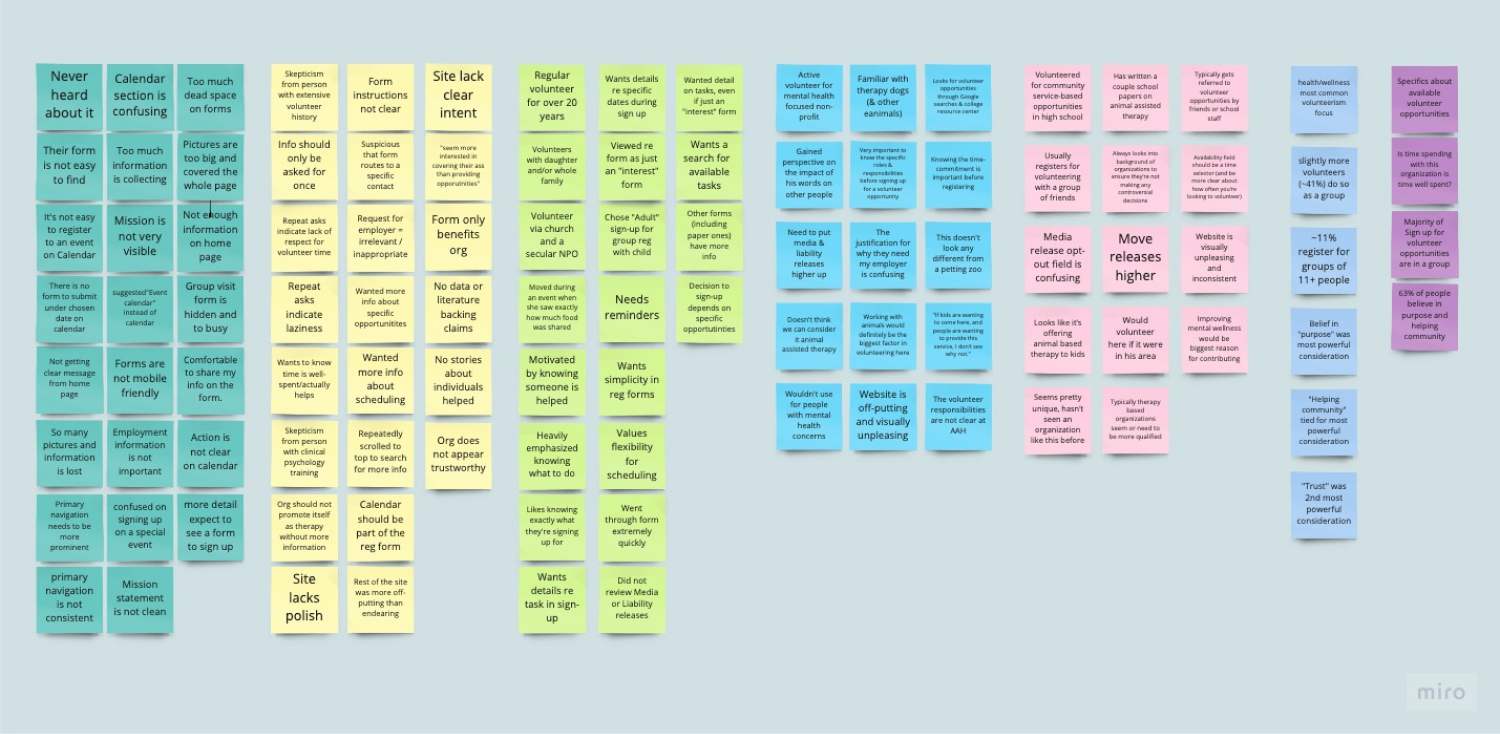 Never
heard
about it
Calendar
section is
confusing
Too much
dead space
on forms
Their form
is not easy
to find
Too much
information
is collecting
Pictures are
too big and
covered the
whole page
It's not easy
to register
to an event
on Calendar
Mission is
not very
visible
Not enough
information
on home
page
There is no
form to submit
under chosen
date on
calendar
suggested"Event
calendar"
instead of
calendar
Group visit
form is
hidden and
to busy
Not getting
clear message
from home
page
Forms are
not mobile
friendly
Comfortable
to share my
info on the
form.
So many
pictures and
information
is lost
Employment
information
is not
important
Action is
not clear
on calendar
Primary
navigation
needs to be
more
prominent
confused on
signing up
on a special
event
more detail
expect to
see a form
to sign up
primary
navigation
is not
consistent
Mission
statement
is not clean
Skepticism
from person
with extensive
volunteer
history
Form
instructions
not clear
Site lack
clear
intent
Info should
only be
asked for
once
Suspicious
that form
routes to a
specific
contact
"seem more
interested in
covering their ass
than providing
opporutnities"
Repeat asks
indicate lack of
respect for
volunteer time
Request for
employer =
irrelevant /
inappropriate
Form only
benefits
org
Repeat
asks
indicate
laziness
Wanted more
info about
specific
opportunitites
No data or
literature
backing
claims
Wants to know
time is well-
spent/actually
helps
Wanted
more info
about
scheduling
No stories
about
individuals
helped
Skepticism
from person
with clinical
psychology
training
Repeatedly
scrolled to
top to search
for more info
Org does
not appear
trustworthy
Org should not
promote itself
as therapy
without more
information
Calendar
should be
part of the
reg form
Site
lacks
polish
Rest of the site
was more off-
putting than
endearing
Regular
volunteer
for over 20
years
Wants details
re specific
dates during
sign up
Wanted detail
on tasks, even
if just an
"interest" form
Volunteers
with daughter
and/or whole
family
Viewed re
form as just
an "interest"
form
Wants a
search for
available
tasks
Volunteer
via church
and a
secular NPO
Chose "Adult"
sign-up for
group reg
with child
Other forms
(including
paper ones)
have more
info
Moved during
an event when
she saw exactly
how much food
was shared
Needs
reminders
Decision to
sign-up
depends on
specific
opportutinties
Motivated
by knowing
someone is
helped
Wants
simplicity in
reg forms
Heavily
emphasized
knowing
what to do
Values
flexibility
for
scheduling
Likes knowing
exactly what
they're signing
up for
Went
through form
extremely
quickly
Wants
details re
task in sign-
up
Did not
review Media
or Liability
releases
Active
volunteer for
mental health
focused non-
profit
Familiar with
therapy dogs
(& other
eanimals)
Looks for volunteer
opportunities
through Google
searches & college
resource center
Gained
perspective on
the impact of
his words on
other people
Very important to
know the specific
roles &
responsibilities
before signing up
for a volunteer
opportunty
Knowing the time-
commitment is
important before
registering
Need to put
media &
liability
releases
higher up
The
justification for
why they need
my employer
is confusing
This doesn't
look any
different from
a petting zoo
Doesn't think
we can consider
it animal
assisted therapy
Working with
animals would
definitely be the
biggest factor in
volunteering here
"If kids are wanting
to come here, and
people are wanting
to provide this
service, I don't see
why not."
Wouldn't use
for people
with mental
health
concerns
Website is
off-putting
and visually
unpleasing
The volunteer
responsibilities
are not clear at
AAH
Volunteered
for community
service-based
opportunities
in high school
Has written a
couple school
papers on
animal assisted
therapy
Typically gets
referred to
volunteer
opportunities by
friends or school
staff
Usually
registers for
volunteering
with a group
of friends
Always looks into
background of
organizations to
ensure they're not
making any
controversial
decisions
Availability field
should be a time
selector (and be
more clear about
how often you're
looking to volunteer)
Media
release opt-
out field is
confusing
Move
releases
higher
Website is
visually
unpleasing
and
inconsistent
Looks like it's
offering
animal based
therapy to kids
Would
volunteer
here if it were
in his area
Improving
mental wellness
would be
biggest reason
for contributing
Seems pretty
unique, hasn't
seen an
organization
like this before
Typically therapy
based
organizations
seem or need to
be more qualified
health/wellness
most common
volunteerism
focus
slightly more
volunteers
(~41%) do so
as a group
~11%
register for
groups of
11+ people
Belief in
"purpose" was
most powerful
consideration
"Helping
community"
tied for most
powerful
consideration
"Trust" was
2nd most
powerful
consideration
Specifics about
available
volunteer
opportunities
Is time spending
with this
organization is
time well spent?
Majority of
Sign up for
volunteer
opportunities
are in a group
63% of people
believe in
purpose and
helping
community
miro